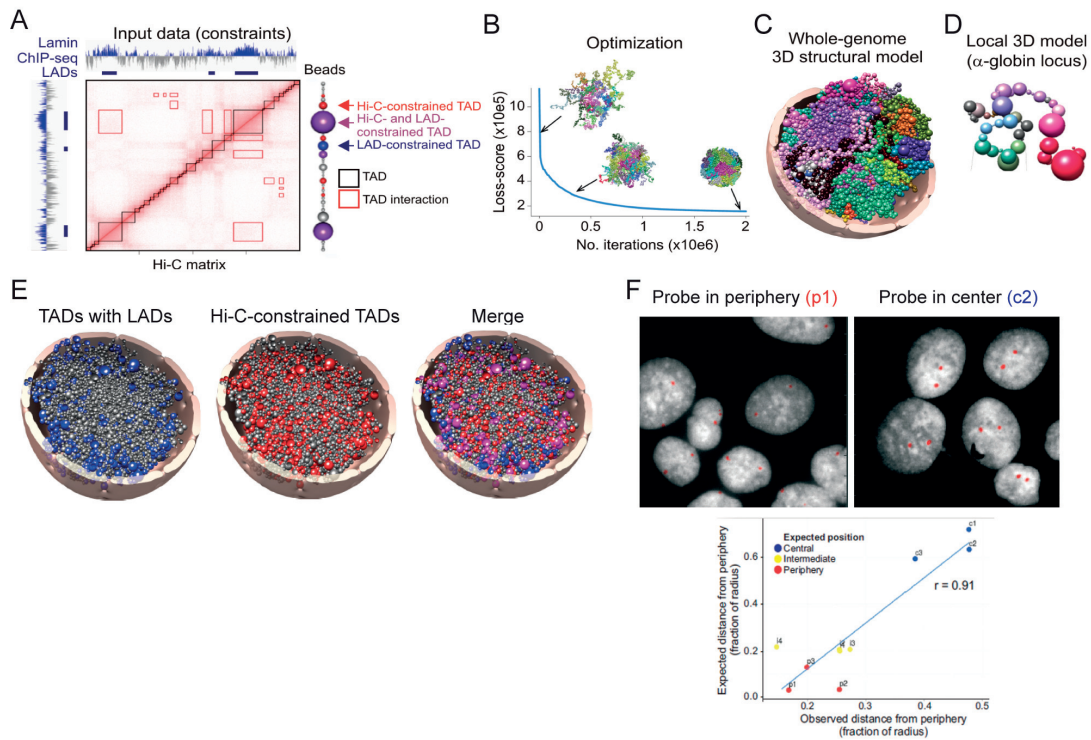 A
Input data (constraints)
Lamin
ChIP-seq
LADs
Beads
Hi-C-constrained TAD
Hi-C- and LAD-
constrained TAD
LAD-constrained TAD
TAD
TAD interaction
Hi-C matrix
B
Optimization
Loss-score (x10e5)
10
8
6
4
2
0
0.5
1
1.5
2
No. iterations (x10e6)
C
Whole-genome
3D structural model
D
Local 3D model
(α-globin locus)
E
TADs with LADs
Hi-C-constrained TADs
Merge
F
Probe in periphery (p1)
Probe in center (c2)
Expected distance from periphery
(fraction of radius)
0.6
0.4
0.2
0.0
Expected position
Central
Intermediate
Periphery
c1
c2
c3
r = 0.91
i4
i3
p3
p1
p2
0.2
0.3
0.4
0.5
Observed distance from periphery
(fraction of radius)